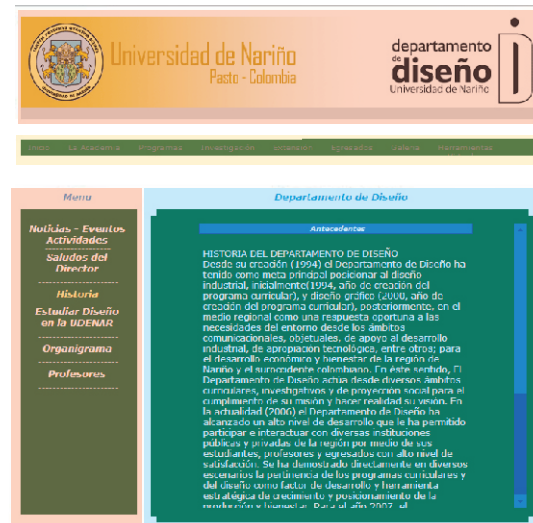 Universidad de Nariño
Pasto - Colombia
departamento
de
diseño
Universidad de Nariño
Inicio La Academia Programas Investigación Extensión Egresados Galeria Herramientas
Menu
Noticias - Eventos
Actividades
Saludos del
Director
Historia
Estudiar Diseño
en la UDENAR
Organigrama
Profesores
Departamento de Diseño
Antecedentes
HISTORIA DEL DEPARTAMENTO DE DISEÑO
Desde su creación (1994) el Departamento de Diseño ha
tenido como meta principal posicionar al diseño
industrial, inicialmente(1994, año de creación del
programa curricular), y diseño gráfico (2000, año de
creación del programa curricular), posteriormente, en el
medio regional como una respuesta oportuna a las
necesidades del entorno desde los ámbitos
comunicacionales, objetuales, de apoyo al desarrollo
industrial, de apropiación tecnológica, entre otros; para
el desarrollo económico y bienestar de la región de
Nariño y el suroccidente colombiano. En éste sentido, El
Departamento de Diseño actúa desde diversos ámbitos
curriculares, investigativos y de proyección social para el
cumplimiento de su misión y hacer realidad su visión. En
la actualidad (2006) el Departamento de Diseño ha
alcanzado un alto nivel de desarrollo que le ha permitido
participar e interactuar con diversas instituciones
públicas y privadas de la región por medio de sus
estudiantes, profesores y egresados con alto nivel de
satisfacción. Se ha demostrado directamente en diversos
escenarios la pertinencia de los programas curriculares y
del diseño como factor de desarrollo y herramienta
estratégica de crecimiento y posicionamiento de la
producción y bienestar. Para el año 2007, el